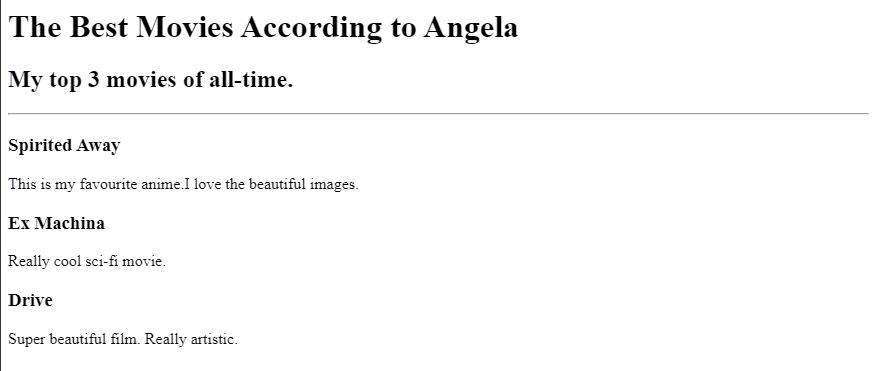 The Best Movies According to Angela
My top 3 movies of all-time.
Spirited Away
This is my favourite anime.I love the beautiful images.
Ex Machina
Really cool sci-fi movie.
Drive
Super beautiful film. Really artistic.